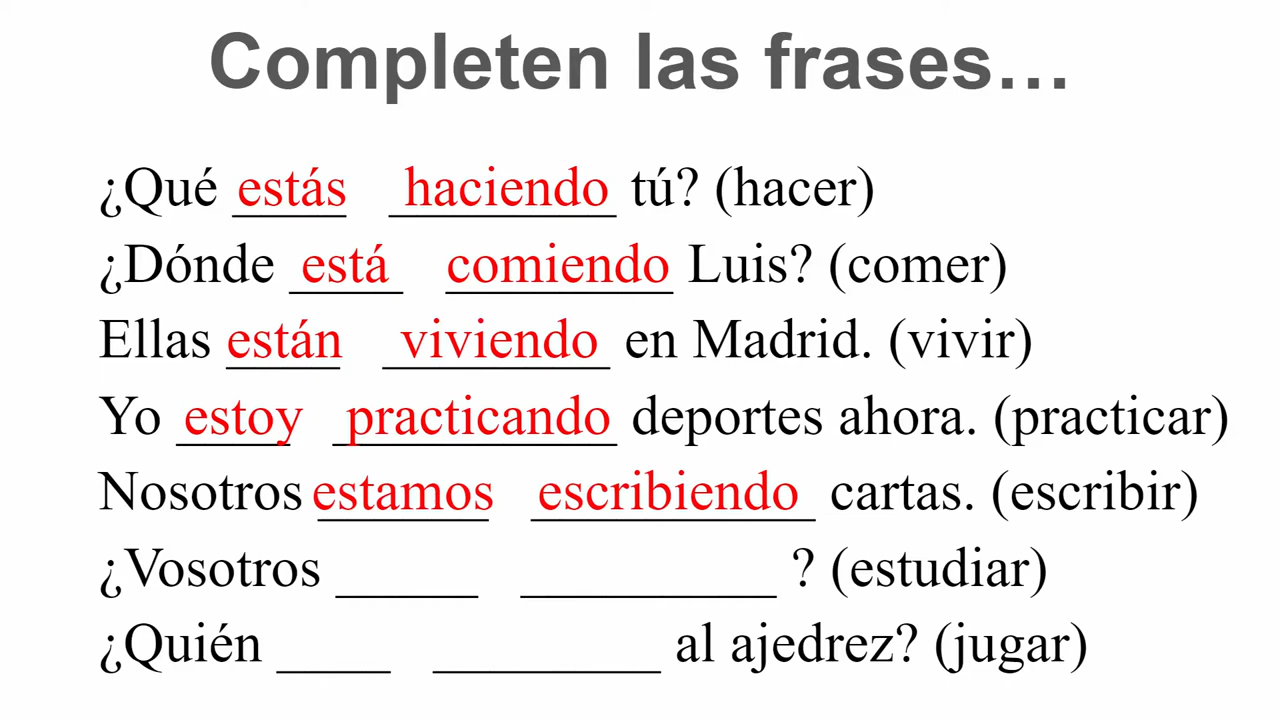 Completen las frases…
¿Qué estás haciendo tú? (hacer)
¿Dónde está comiendo Luis? (comer)
Ellas están viviendo en Madrid. (vivir)
Yo estoy practicando deportes ahora. (practicar)
Nosotros estamos escribiendo cartas. (escribir)
¿Vosotros _____ _________ ? (estudiar)
¿Quién ____ ________ al ajedrez? (jugar)